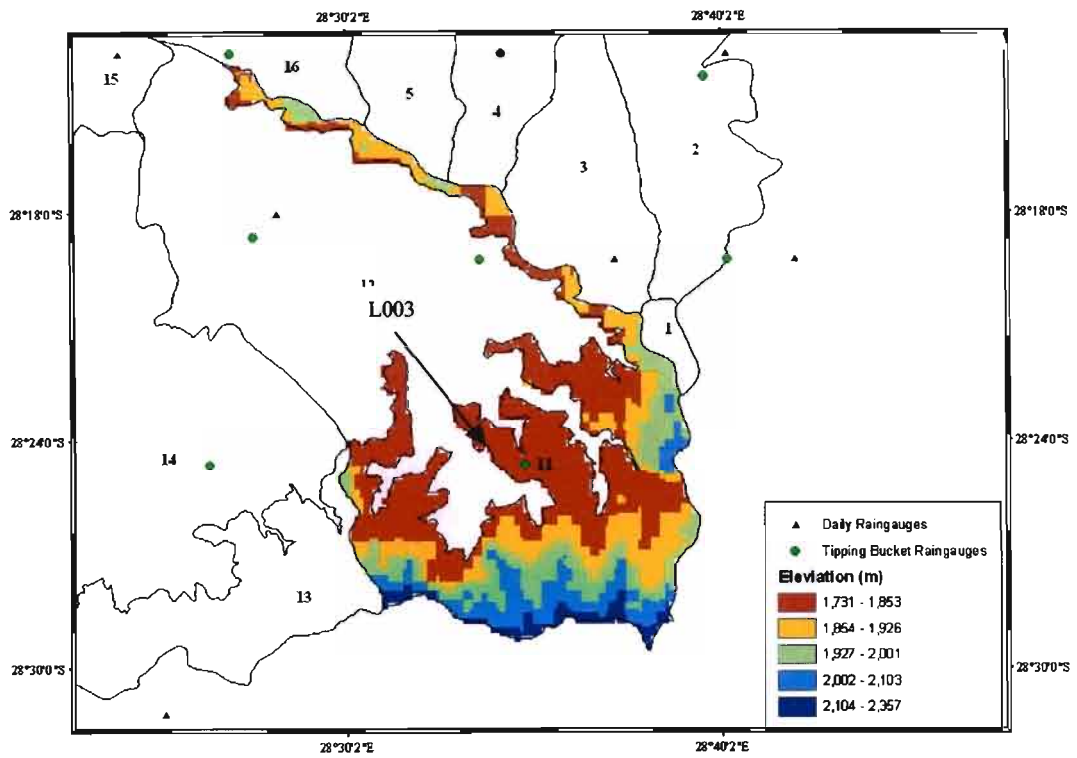 28°30'2"E
28°40'2"E
15
16
5
4
3
2
28°18'0"S
28°18'0"S
L003
1
28°24'0"S
28°24'0"S
14
11
13
28°30'0"S
28°30'0"S
Daily Raingauges
Tipping Bucket Raingauges
Eleviation (m)
1,731 - 1,853
1,854 - 1,926
1,927 - 2,001
2,002 - 2,103
2,104 - 2,357
28°30'2"E
28°40'2"E